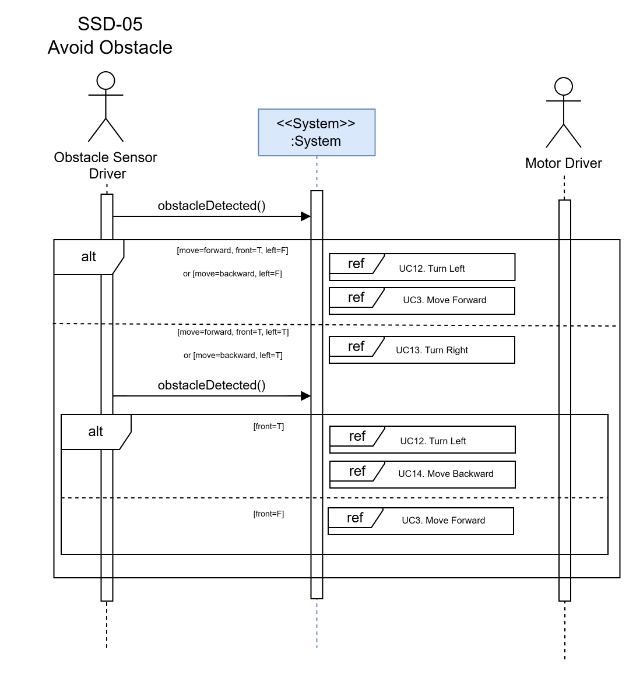 SSD-05
Avoid Obstacle
<<System>>
:System
Obstacle Sensor
Driver
Motor Driver
obstacleDetected()
alt
[move=forward, front=T, left=F]
or [move=backward, left=F]
ref
UC12. Turn Left
ref
UC3. Move Forward
[move=forward, front=T, left=T]
or [move=backward, left=T]
ref
UC13. Turn Right
obstacleDetected()
alt
[front=T]
ref
UC12. Turn Left
ref
UC14. Move Backward
[front=F]
ref
UC3. Move Forward